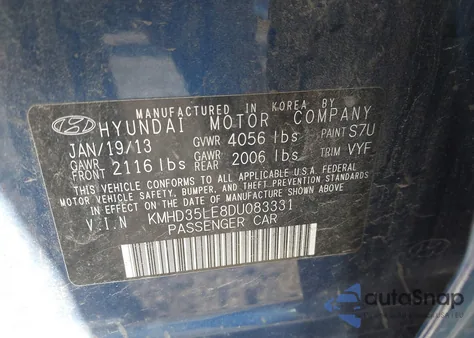 MANUFACTURED IN KOREA BY
HYUNDAI MOTOR COMPANY
JAN/19/13 GVWR 4056 lbs PAINT S7U
GAWR FRONT 2116 lbs GAWR REAR 2006 lbs TRIM VYF
THIS VEHICLE CONFORMS TO ALL APPLICABLE U.S.A FEDERAL
MOTOR VEHICLE SAFETY, BUMPER, AND THEFT PREVENTION STANDARDS
IN EFFECT ON THE DATE OF MANUFACTURE SHOWN ABOVE.
V.I.N KMHD35LE8DU083331
PASSENGER CAR
autoSnap